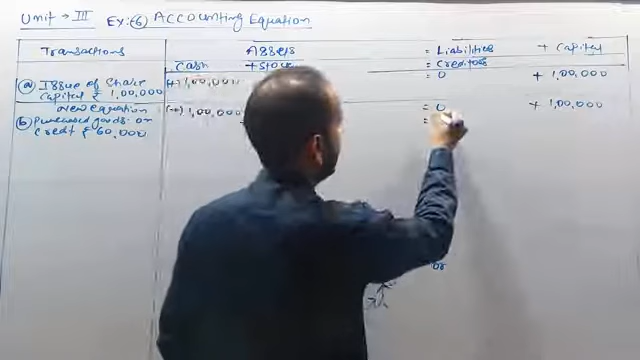 Unit - III Ex:- (6) Accounting Equation
Transactions Assets = Liabilities + Capital
Cash + Stock = Creditors
(a) Issue of Share (+) 1,00,000 = 0 + 1,00,000
Capital ₹ 1,00,000
New equation (+) 1,00,000 = 0 + 1,00,000
(b) Purchased goods on =
Credit ₹ 60,000
or